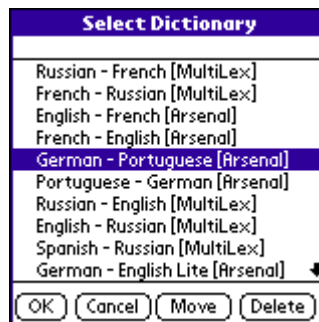 Select Dictionary
Russian - French [MultiLex]
French - Russian [MultiLex]
English - French [Arsenal]
French - English [Arsenal]
German - Portuguese [Arsenal]
Portuguese - German [Arsenal]
Russian - English [MultiLex]
English - Russian [MultiLex]
Spanish - Russian [MultiLex]
German - English Lite [Arsenal]
OK Cancel Move Delete